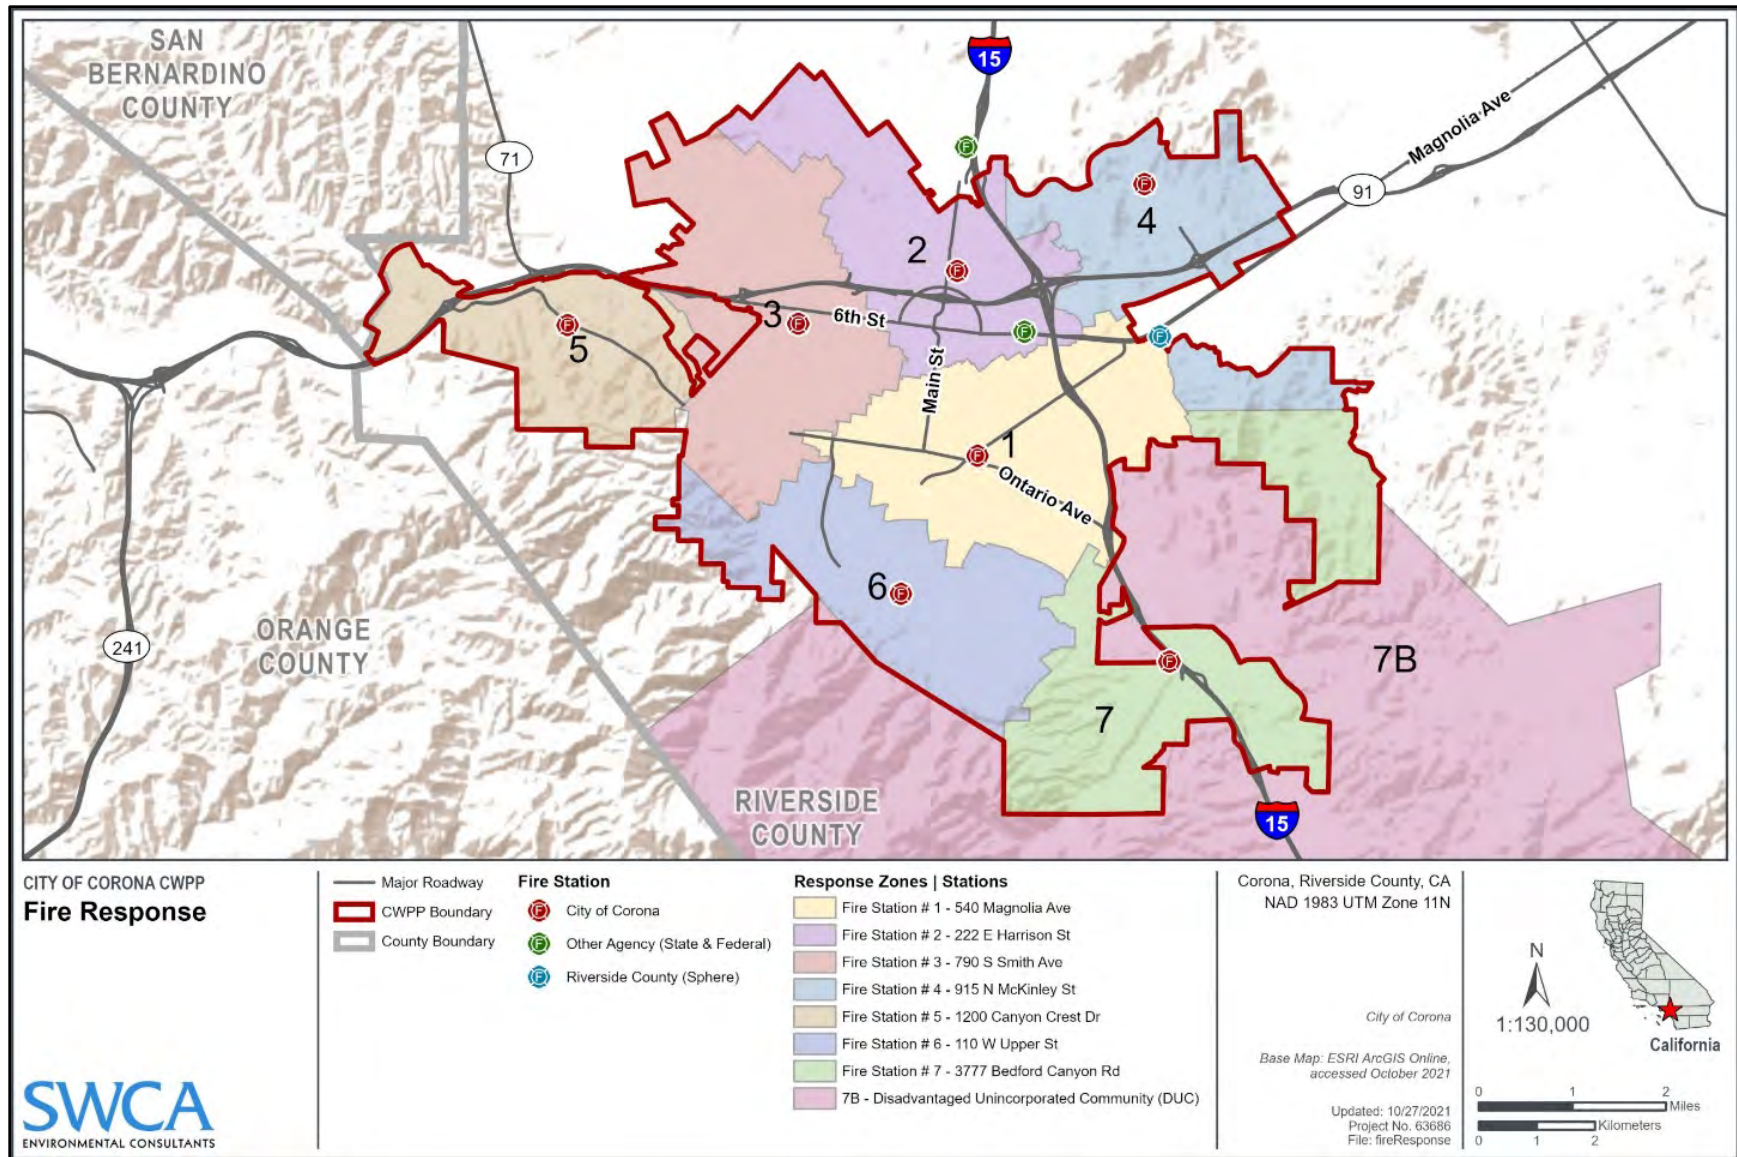 SAN
BERNARDINO
COUNTY
15
71
Magnolia Ave
91
4
2
3
6th St
5
Main St
1
Ontario Ave
6
ORANGE
COUNTY
241
7B
7
RIVERSIDE
COUNTY
15
CITY OF CORONA CWPP
Fire Response
SWCA
ENVIRONMENTAL CONSULTANTS
Major Roadway
CWPP Boundary
County Boundary
Fire Station
F City of Corona
F Other Agency (State & Federal)
F Riverside County (Sphere)
Response Zones | Stations
Fire Station # 1 - 540 Magnolia Ave
Fire Station # 2 - 222 E Harrison St
Fire Station # 3 - 790 S Smith Ave
Fire Station # 4 - 915 N McKinley St
Fire Station # 5 - 1200 Canyon Crest Dr
Fire Station # 6 - 110 W Upper St
Fire Station # 7 - 3777 Bedford Canyon Rd
7B - Disadvantaged Unincorporated Community (DUC)
Corona, Riverside County, CA
NAD 1983 UTM Zone 11N
City of Corona
Base Map: ESRI ArcGIS Online,
accessed October 2021
Updated: 10/27/2021
Project No. 63686
File: fireResponse
N
1:130,000
California
0 1 2
Miles
Kilometers
0 1 2